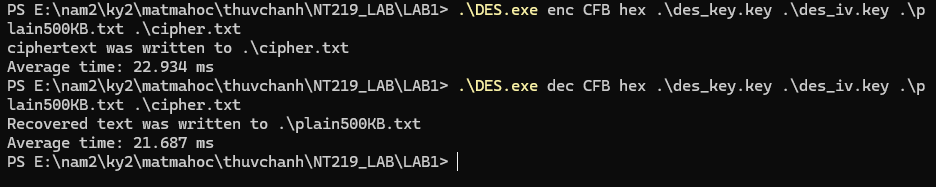 PS E:\nam2\ky2\matmahoc\thuvchanh\NT219_LAB\LAB1> .\DES.exe enc CFB hex .\des_key.key .\des_iv.key .\p
lain500KB.txt .\cipher.txt
ciphertext was written to .\cipher.txt
Average time: 22.934 ms
PS E:\nam2\ky2\matmahoc\thuvchanh\NT219_LAB\LAB1> .\DES.exe dec CFB hex .\des_key.key .\des_iv.key .\p
lain500KB.txt .\cipher.txt
Recovered text was written to .\plain500KB.txt
Average time: 21.687 ms
PS E:\nam2\ky2\matmahoc\thuvchanh\NT219_LAB\LAB1>